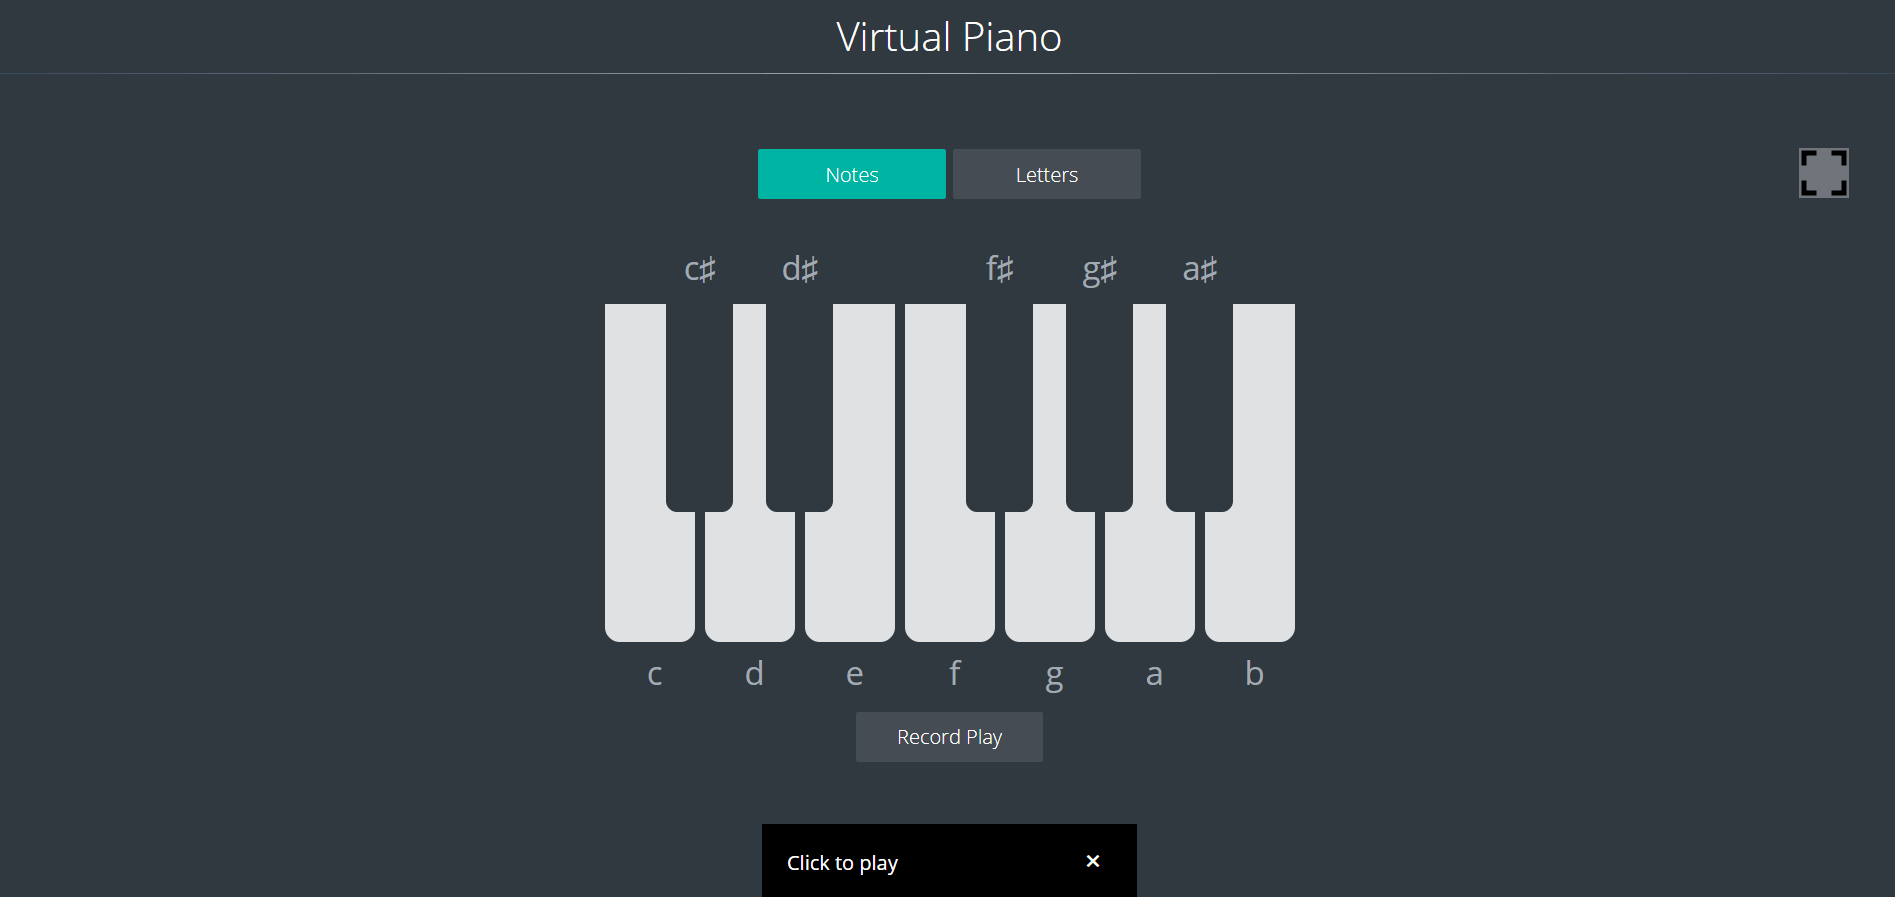 Virtual Piano
Notes Letters
c♯ d♯ f♯ g♯ a♯
c d e f g a b
Record Play
Click to play ×